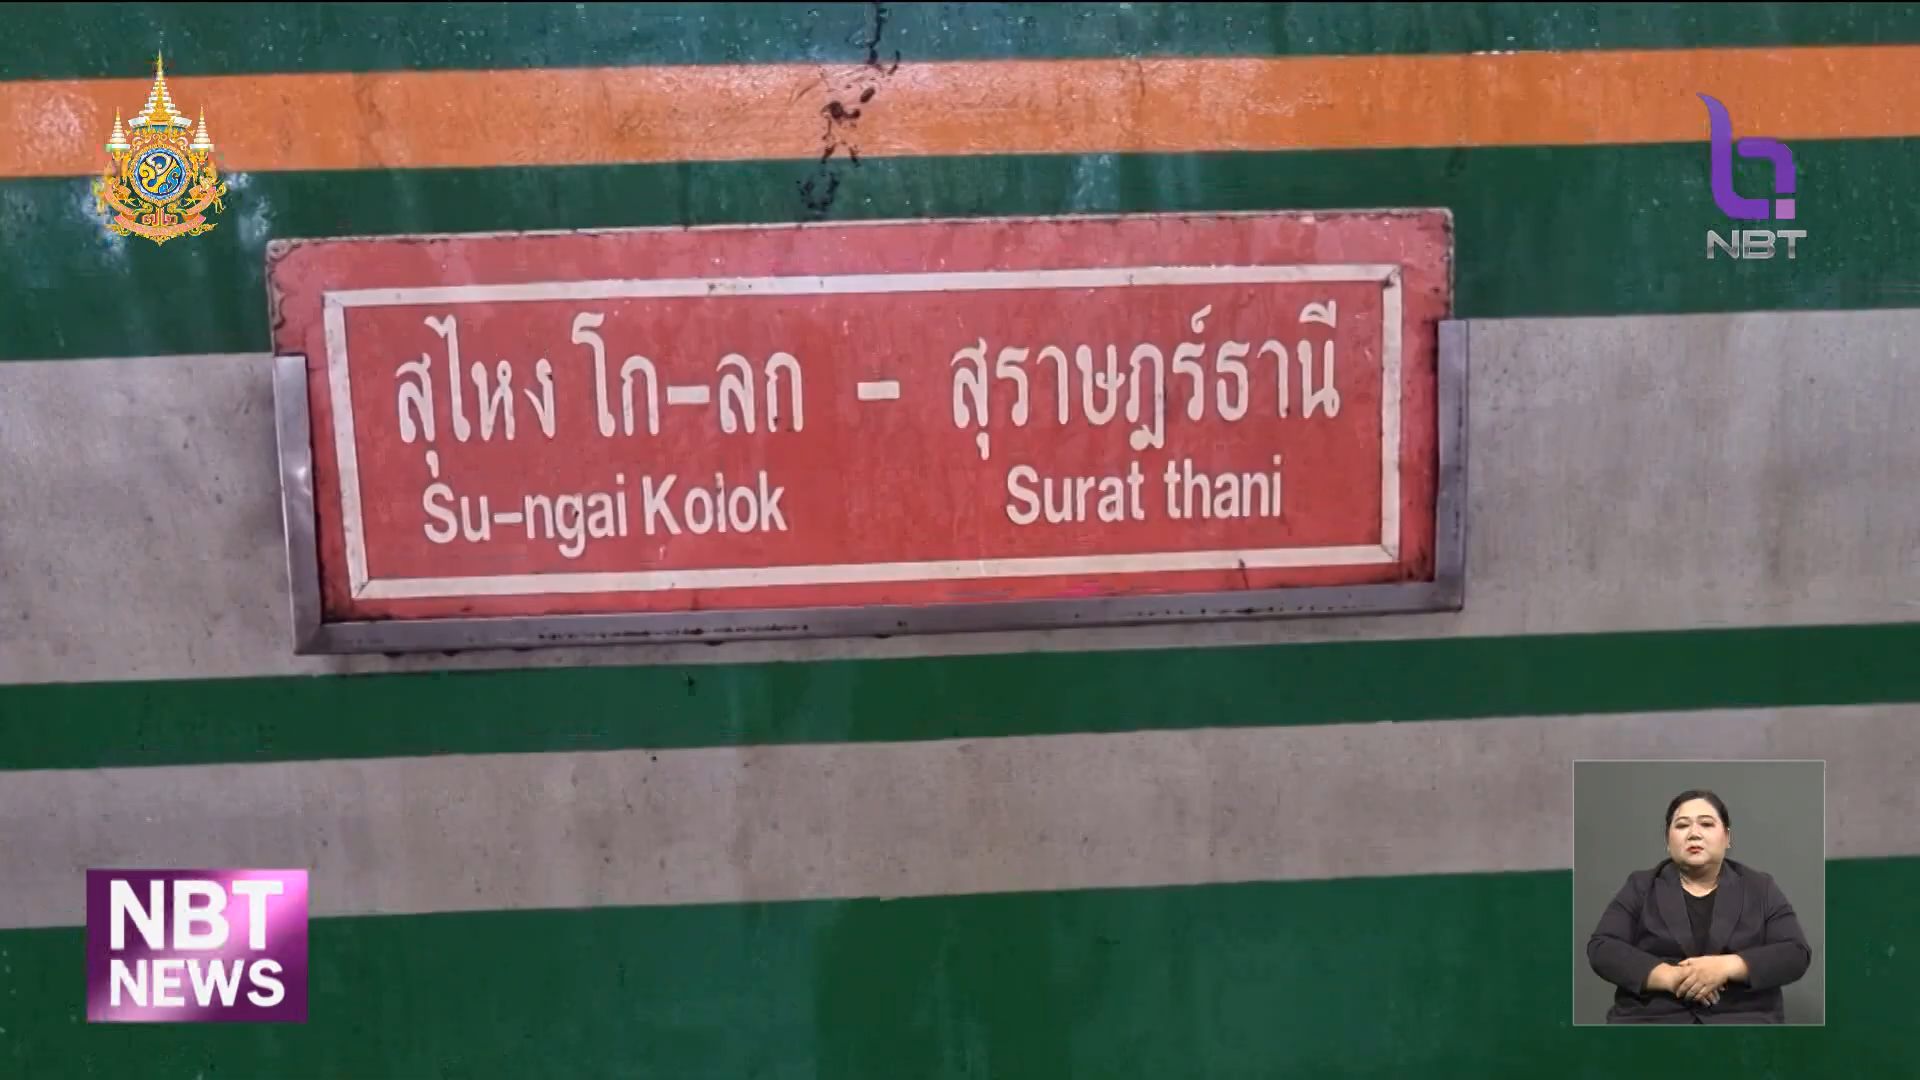 NBT
สุไหง โก-ลก - สุราษฎร์ธานี
Su-ngai Kolok Surat thani
NBT
NEWS